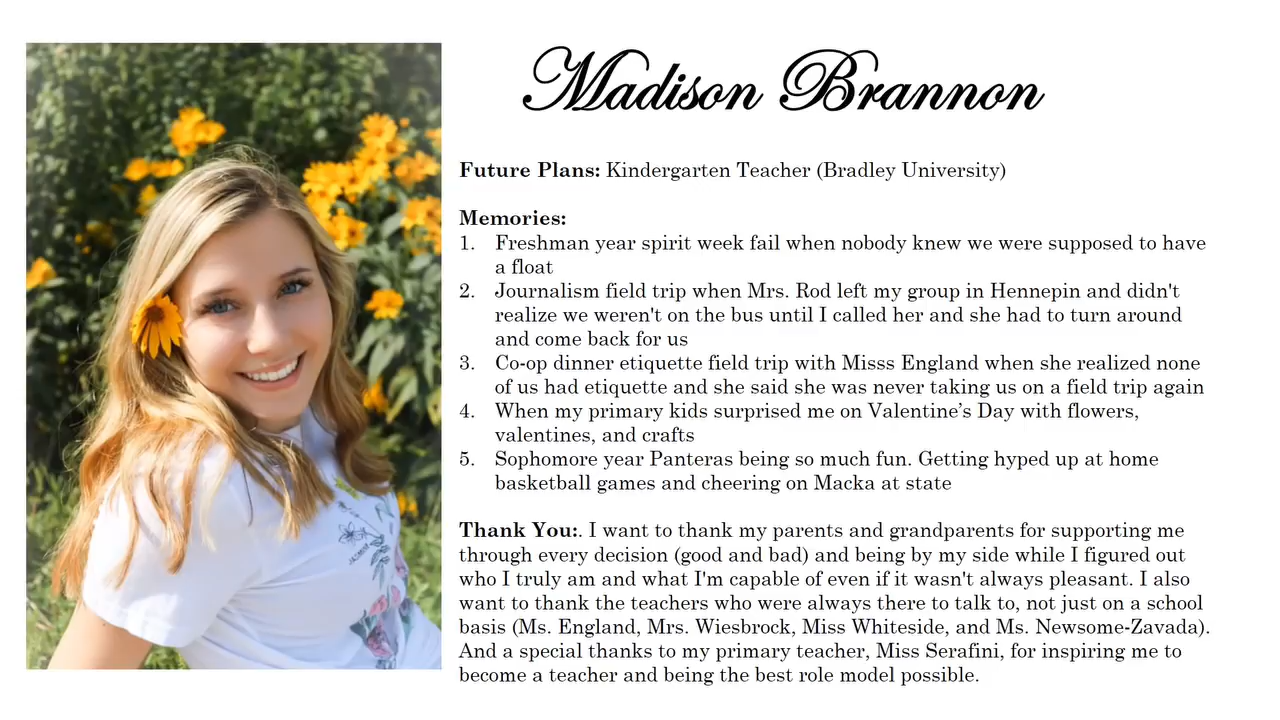 Madison Brannon
Future Plans: Kindergarten Teacher (Bradley University)
Memories:
1. Freshman year spirit week fail when nobody knew we were supposed to have
a float
2. Journalism field trip when Mrs. Rod left my group in Hennepin and didn't
realize we weren't on the bus until I called her and she had to turn around
and come back for us
3. Co-op dinner etiquette field trip with Misss England when she realized none
of us had etiquette and she said she was never taking us on a field trip again
4. When my primary kids surprised me on Valentine’s Day with flowers,
valentines, and crafts
5. Sophomore year Panteras being so much fun. Getting hyped up at home
basketball games and cheering on Macka at state
Thank You:. I want to thank my parents and grandparents for supporting me
through every decision (good and bad) and being by my side while I figured out
who I truly am and what I'm capable of even if it wasn't always pleasant. I also
want to thank the teachers who were always there to talk to, not just on a school
basis (Ms. England, Mrs. Wiesbrock, Miss Whiteside, and Ms. Newsome-Zavada).
And a special thanks to my primary teacher, Miss Serafini, for inspiring me to
become a teacher and being the best role model possible.